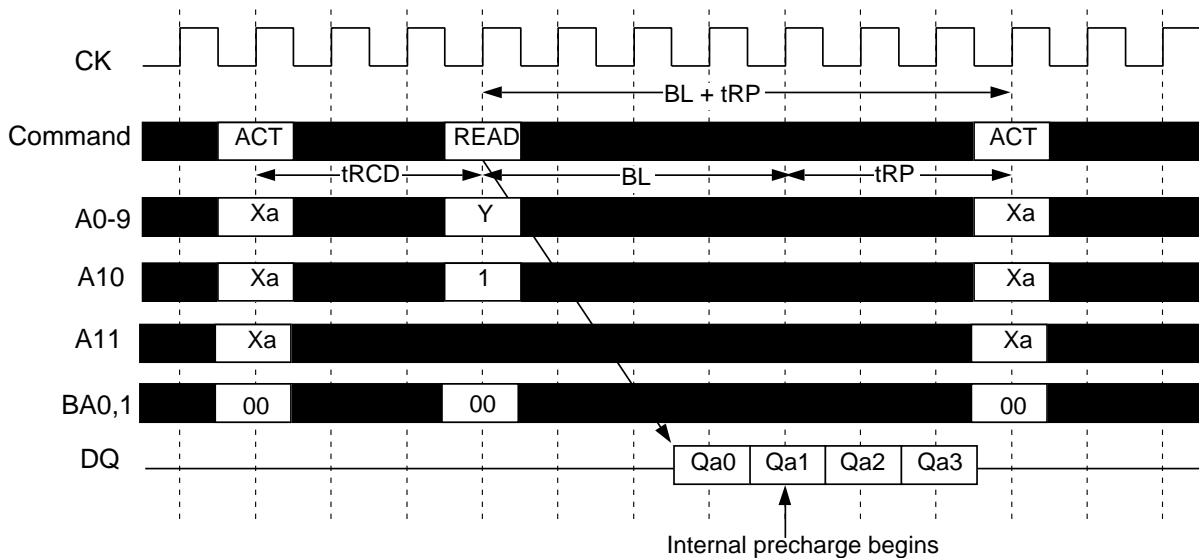 CK
BL + tRP
Command ACT READ ACT
tRCD BL tRP
A0-9 Xa Y Xa
A10 Xa 1 Xa
A11 Xa Xa
BA0,1 00 00 00
DQ Qa0 Qa1 Qa2 Qa3
Internal precharge begins